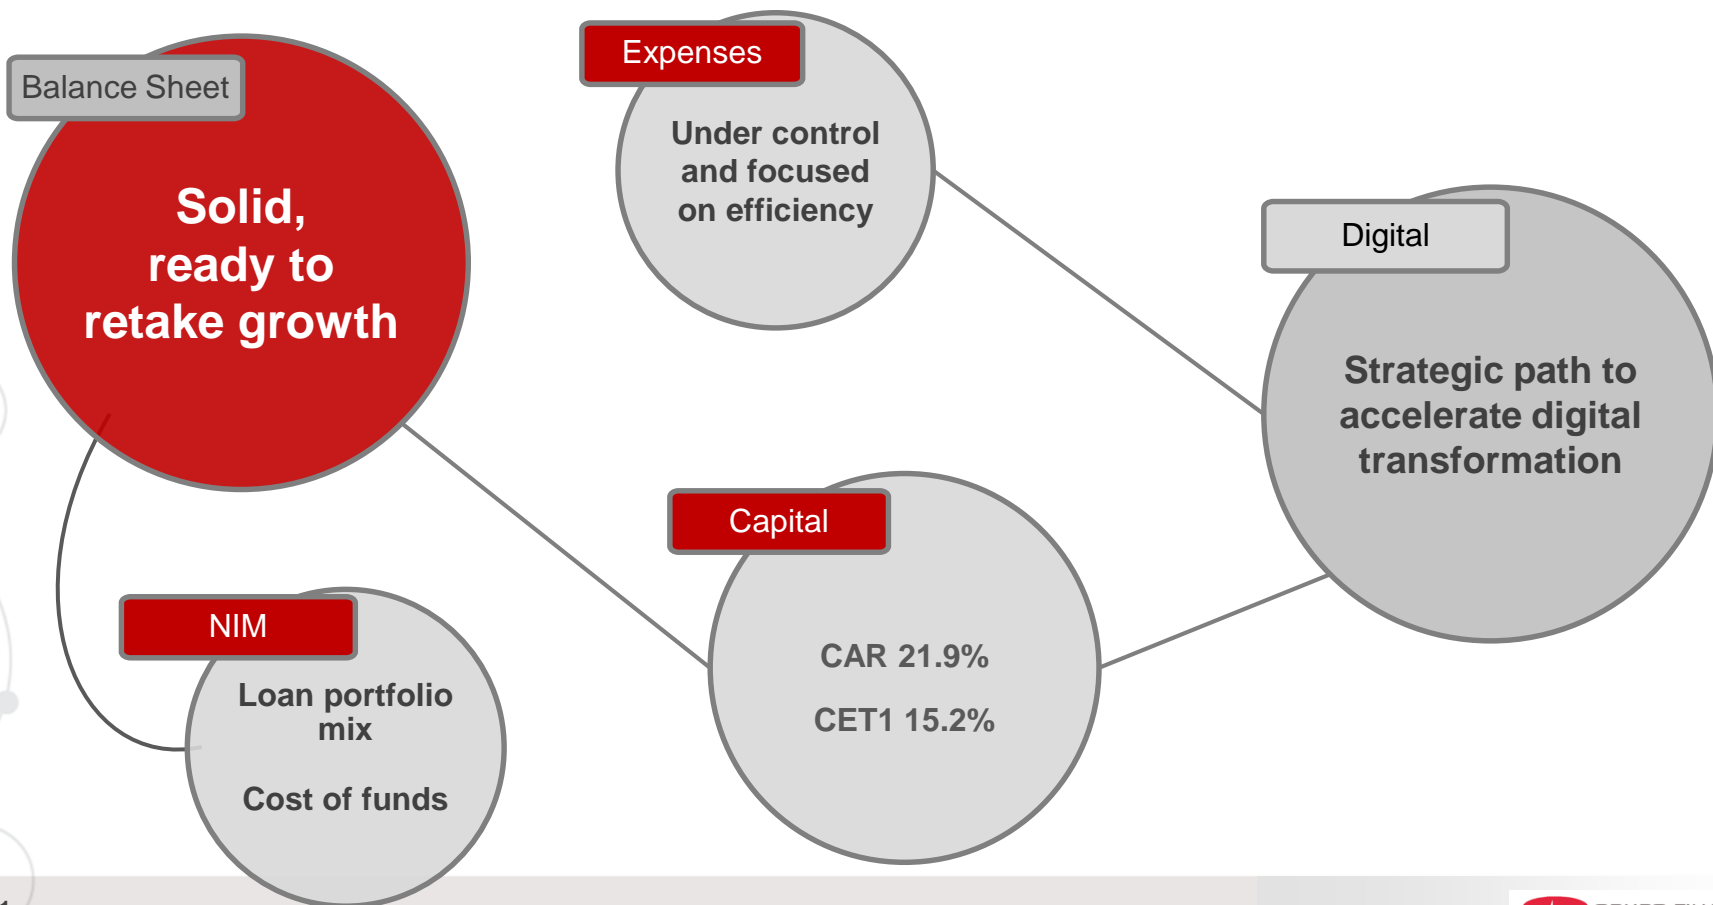 Balance Sheet
Solid,
ready to
retake growth
Expenses
Under control
and focused
on efficiency
Digital
Strategic path to
accelerate digital
transformation
Capital
CAR 21.9%
CET1 15.2%
NIM
Loan portfolio
mix
Cost of funds